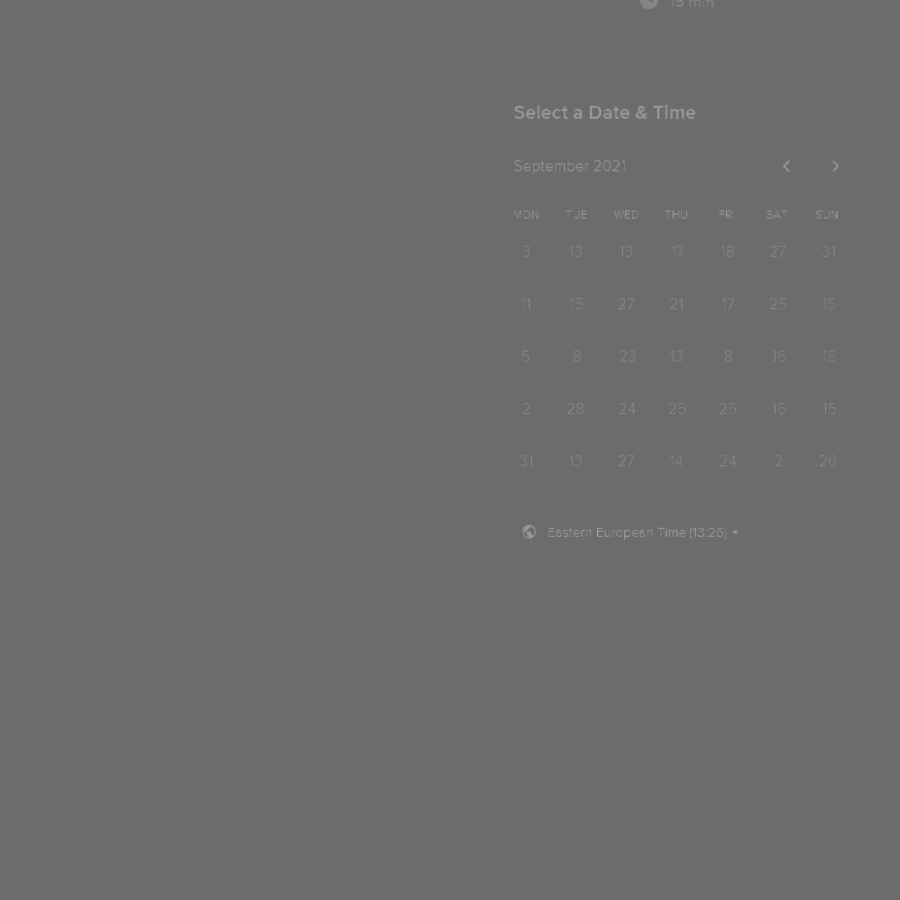 15 min
Select a Date & Time
September 2021
MON TUE WED THU FRI SAT SUN
3 13 13 17 18 27 31
11 15 27 21 17 25 15
5 8 23 13 8 16 15
2 28 24 25 25 16 16
31 13 27 14 24 2 20
Eastern European Time (13:26)